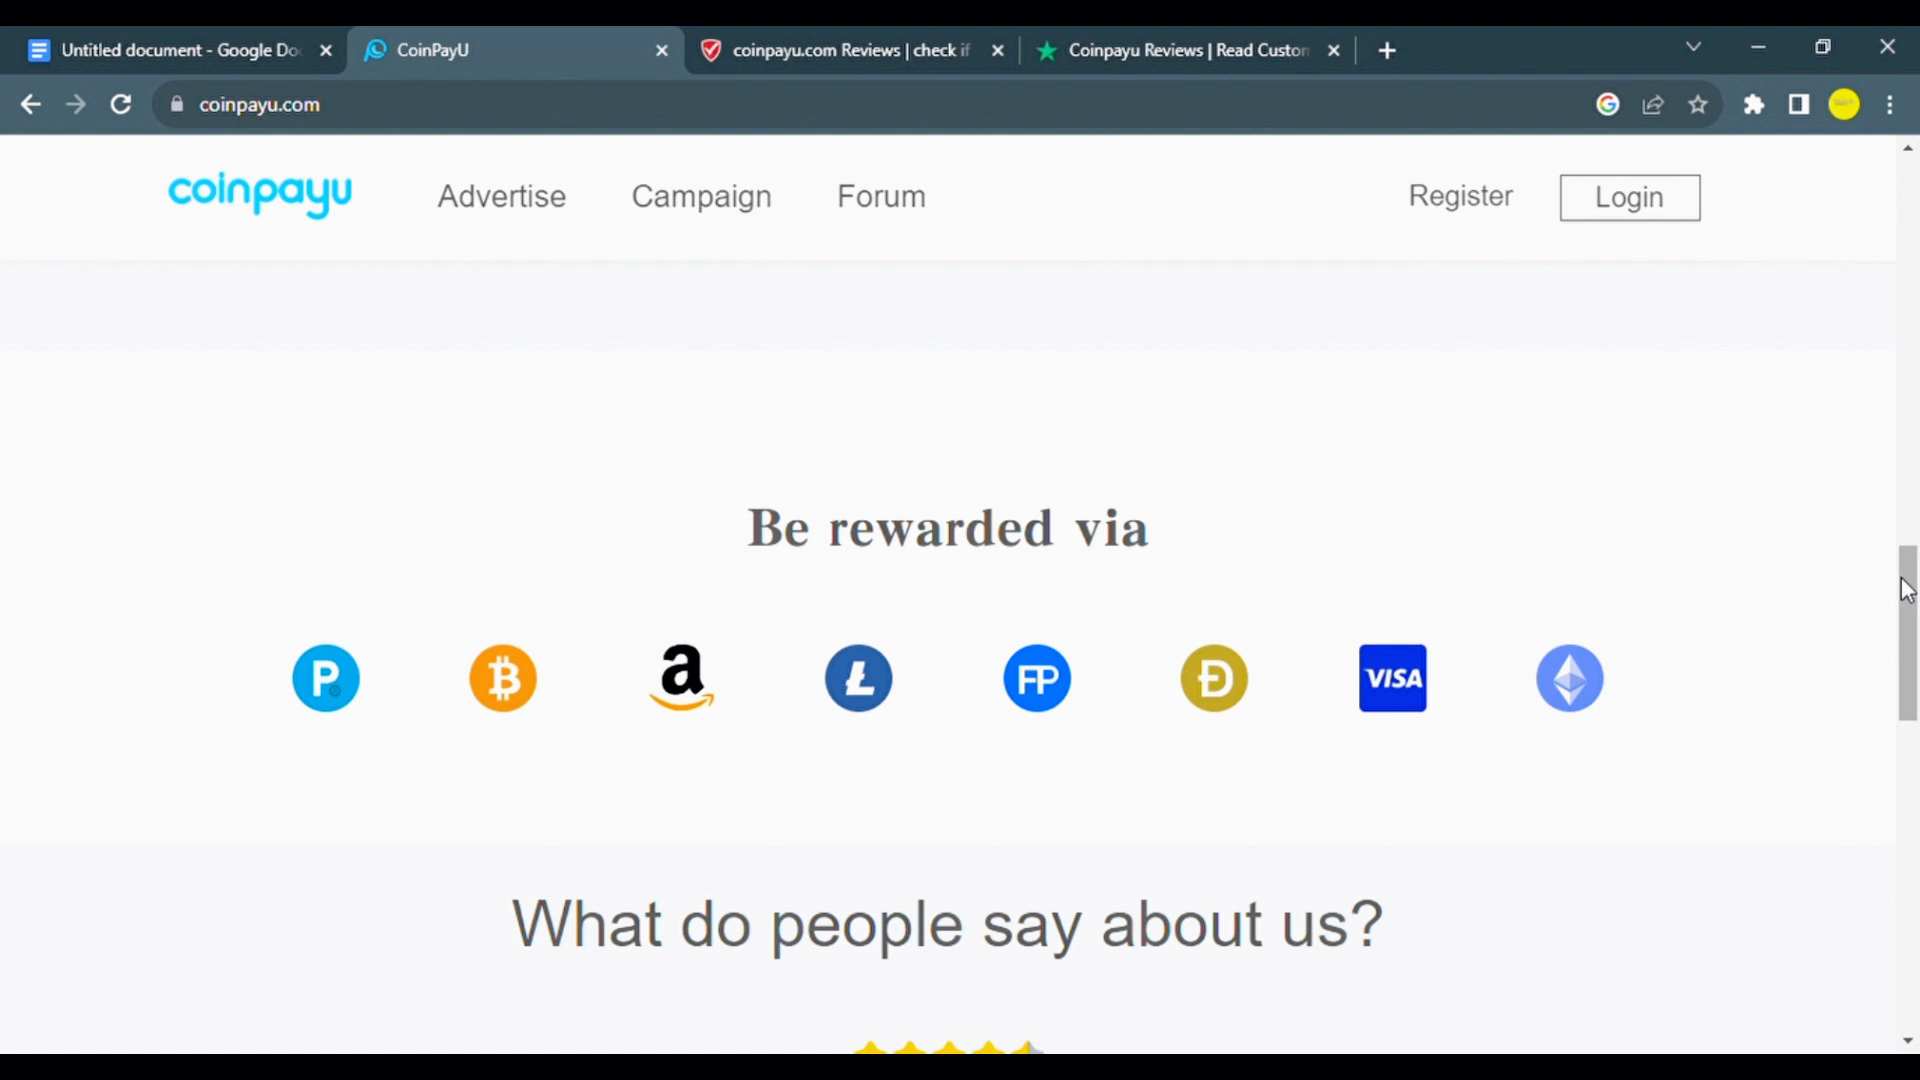 Untitled document - Google Do
CoinPayU
coinpayu.com Reviews | check if
Coinpayu Reviews | Read Custom
coinpayu.com
coinpayu
Advertise
Campaign
Forum
Register
Login
Be rewarded via
P
a
FP
VISA
What do people say about us?